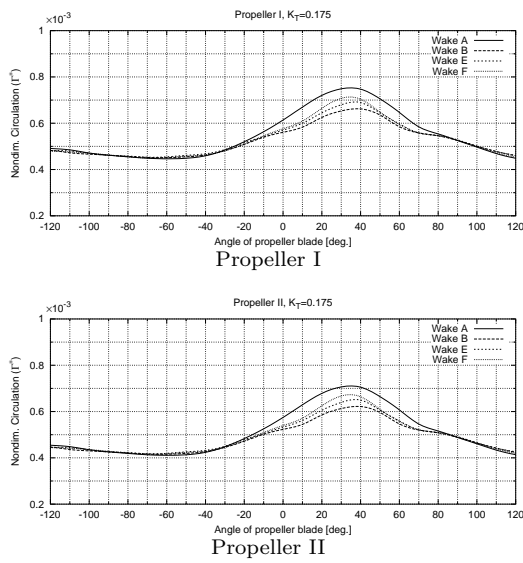 Propeller I, K_T=0.175
×10⁻³
1
0.8
0.6
0.4
0.2
Nondim. Circulation (Γ*)
Wake A
Wake B
Wake E
Wake F
-120 -100 -80 -60 -40 -20 0 20 40 60 80 100 120
Angle of propeller blade [deg.]
Propeller I
Propeller II, K_T=0.175
×10⁻³
1
0.8
0.6
0.4
0.2
Nondim. Circulation (Γ*)
Wake A
Wake B
Wake E
Wake F
-120 -100 -80 -60 -40 -20 0 20 40 60 80 100 120
Angle of propeller blade [deg.]
Propeller II